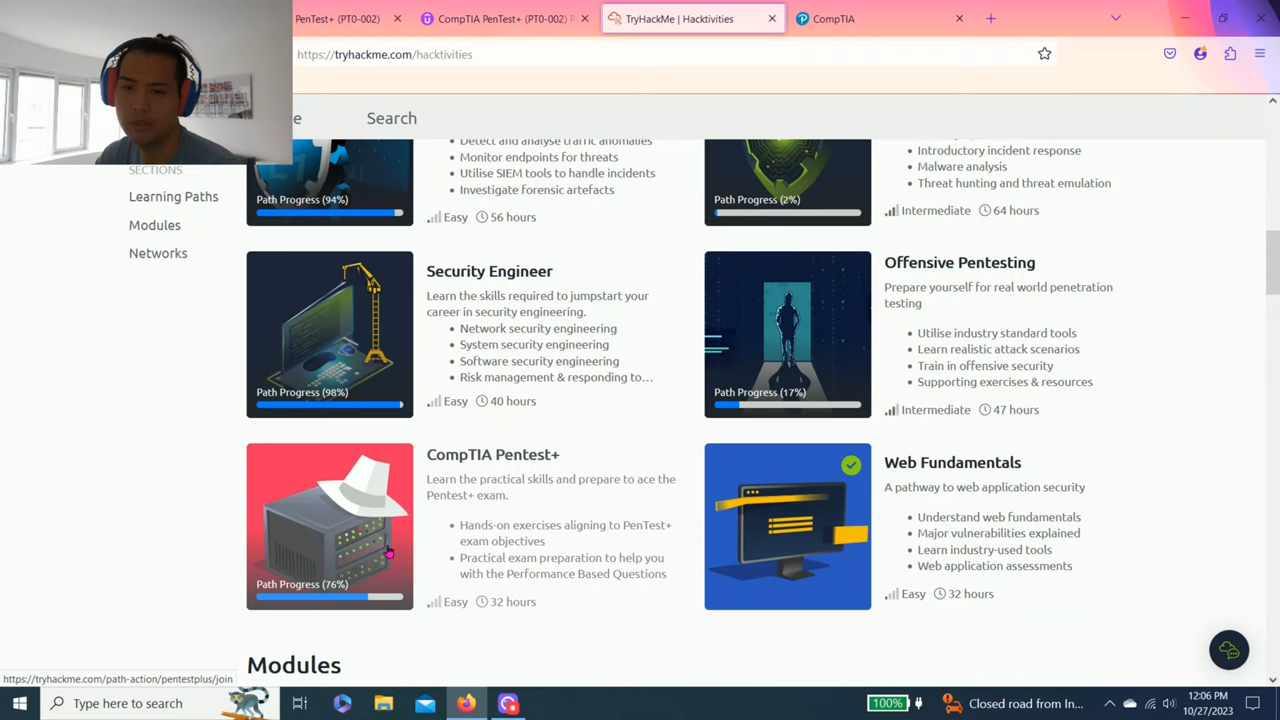 PenTest+ (PT0-002)
CompTIA PenTest+ (PT0-002) P
TryHackMe | Hacktivities
CompTIA
https://tryhackme.com/hacktivities
Search
SECTIONS
Learning Paths
Modules
Networks
Detect and analyse traffic anomalies
Monitor endpoints for threats
Utilise SIEM tools to handle incidents
Investigate forensic artefacts
Path Progress (94%)
Easy 56 hours
Introductory incident response
Malware analysis
Threat hunting and threat emulation
Path Progress (2%)
Intermediate 64 hours
Security Engineer
Learn the skills required to jumpstart your
career in security engineering.
Network security engineering
System security engineering
Software security engineering
Risk management & responding to…
Path Progress (98%)
Easy 40 hours
Offensive Pentesting
Prepare yourself for real world penetration
testing
Utilise industry standard tools
Learn realistic attack scenarios
Train in offensive security
Supporting exercises & resources
Path Progress (17%)
Intermediate 47 hours
CompTIA Pentest+
Learn the practical skills and prepare to ace the
Pentest+ exam.
Hands-on exercises aligning to PenTest+
exam objectives
Practical exam preparation to help you
with the Performance Based Questions
Path Progress (76%)
Easy 32 hours
Web Fundamentals
A pathway to web application security
Understand web fundamentals
Major vulnerabilities explained
Learn industry-used tools
Web application assessments
Easy 32 hours
Modules
https://tryhackme.com/path-action/pentestplus/join
Type here to search
100%
Closed road from In...
12:06 PM
10/27/2023